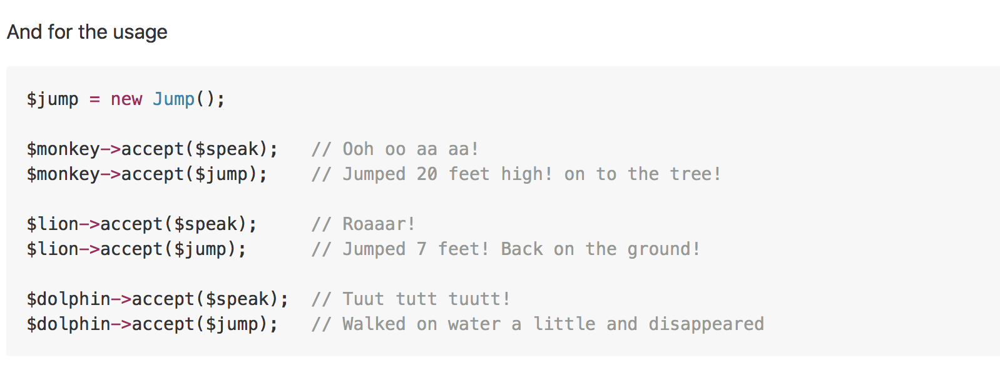 And for the usage
$jump = new Jump();
$monkey->accept($speak);   // Ooh oo aa aa!
$monkey->accept($jump);    // Jumped 20 feet high! on to the tree!
$lion->accept($speak);     // Roaaar!
$lion->accept($jump);      // Jumped 7 feet! Back on the ground!
$dolphin->accept($speak);  // Tuut tutt tuutt!
$dolphin->accept($jump);   // Walked on water a little and disappeared